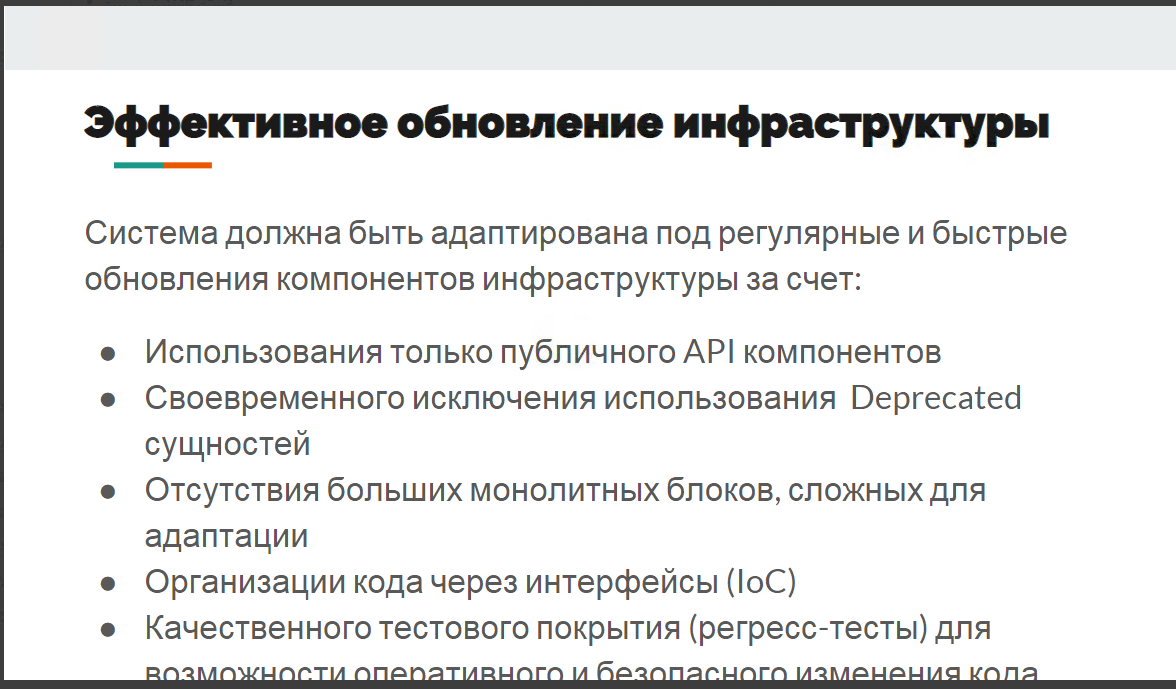 Эффективное обновление инфраструктуры
Система должна быть адаптирована под регулярные и быстрые
обновления компонентов инфраструктуры за счет:
● Использования только публичного API компонентов
● Своевременного исключения использования Deprecated
сущностей
● Отсутствия больших монолитных блоков, сложных для
адаптации
● Организации кода через интерфейсы (IoC)
● Качественного тестового покрытия (регресс-тесты) для
возможности оперативного и безопасного изменения кода